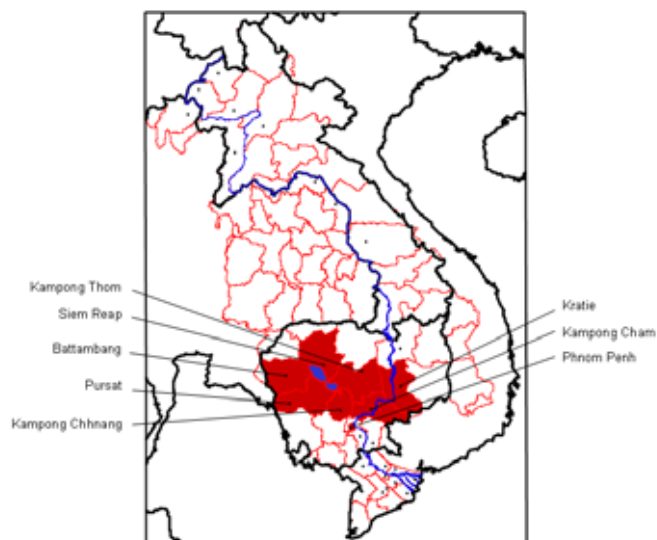 Kampong Thom
Siem Reap
Battambang
Pursat
Kampong Chhnang
Kratie
Kampong Cham
Phnom Penh